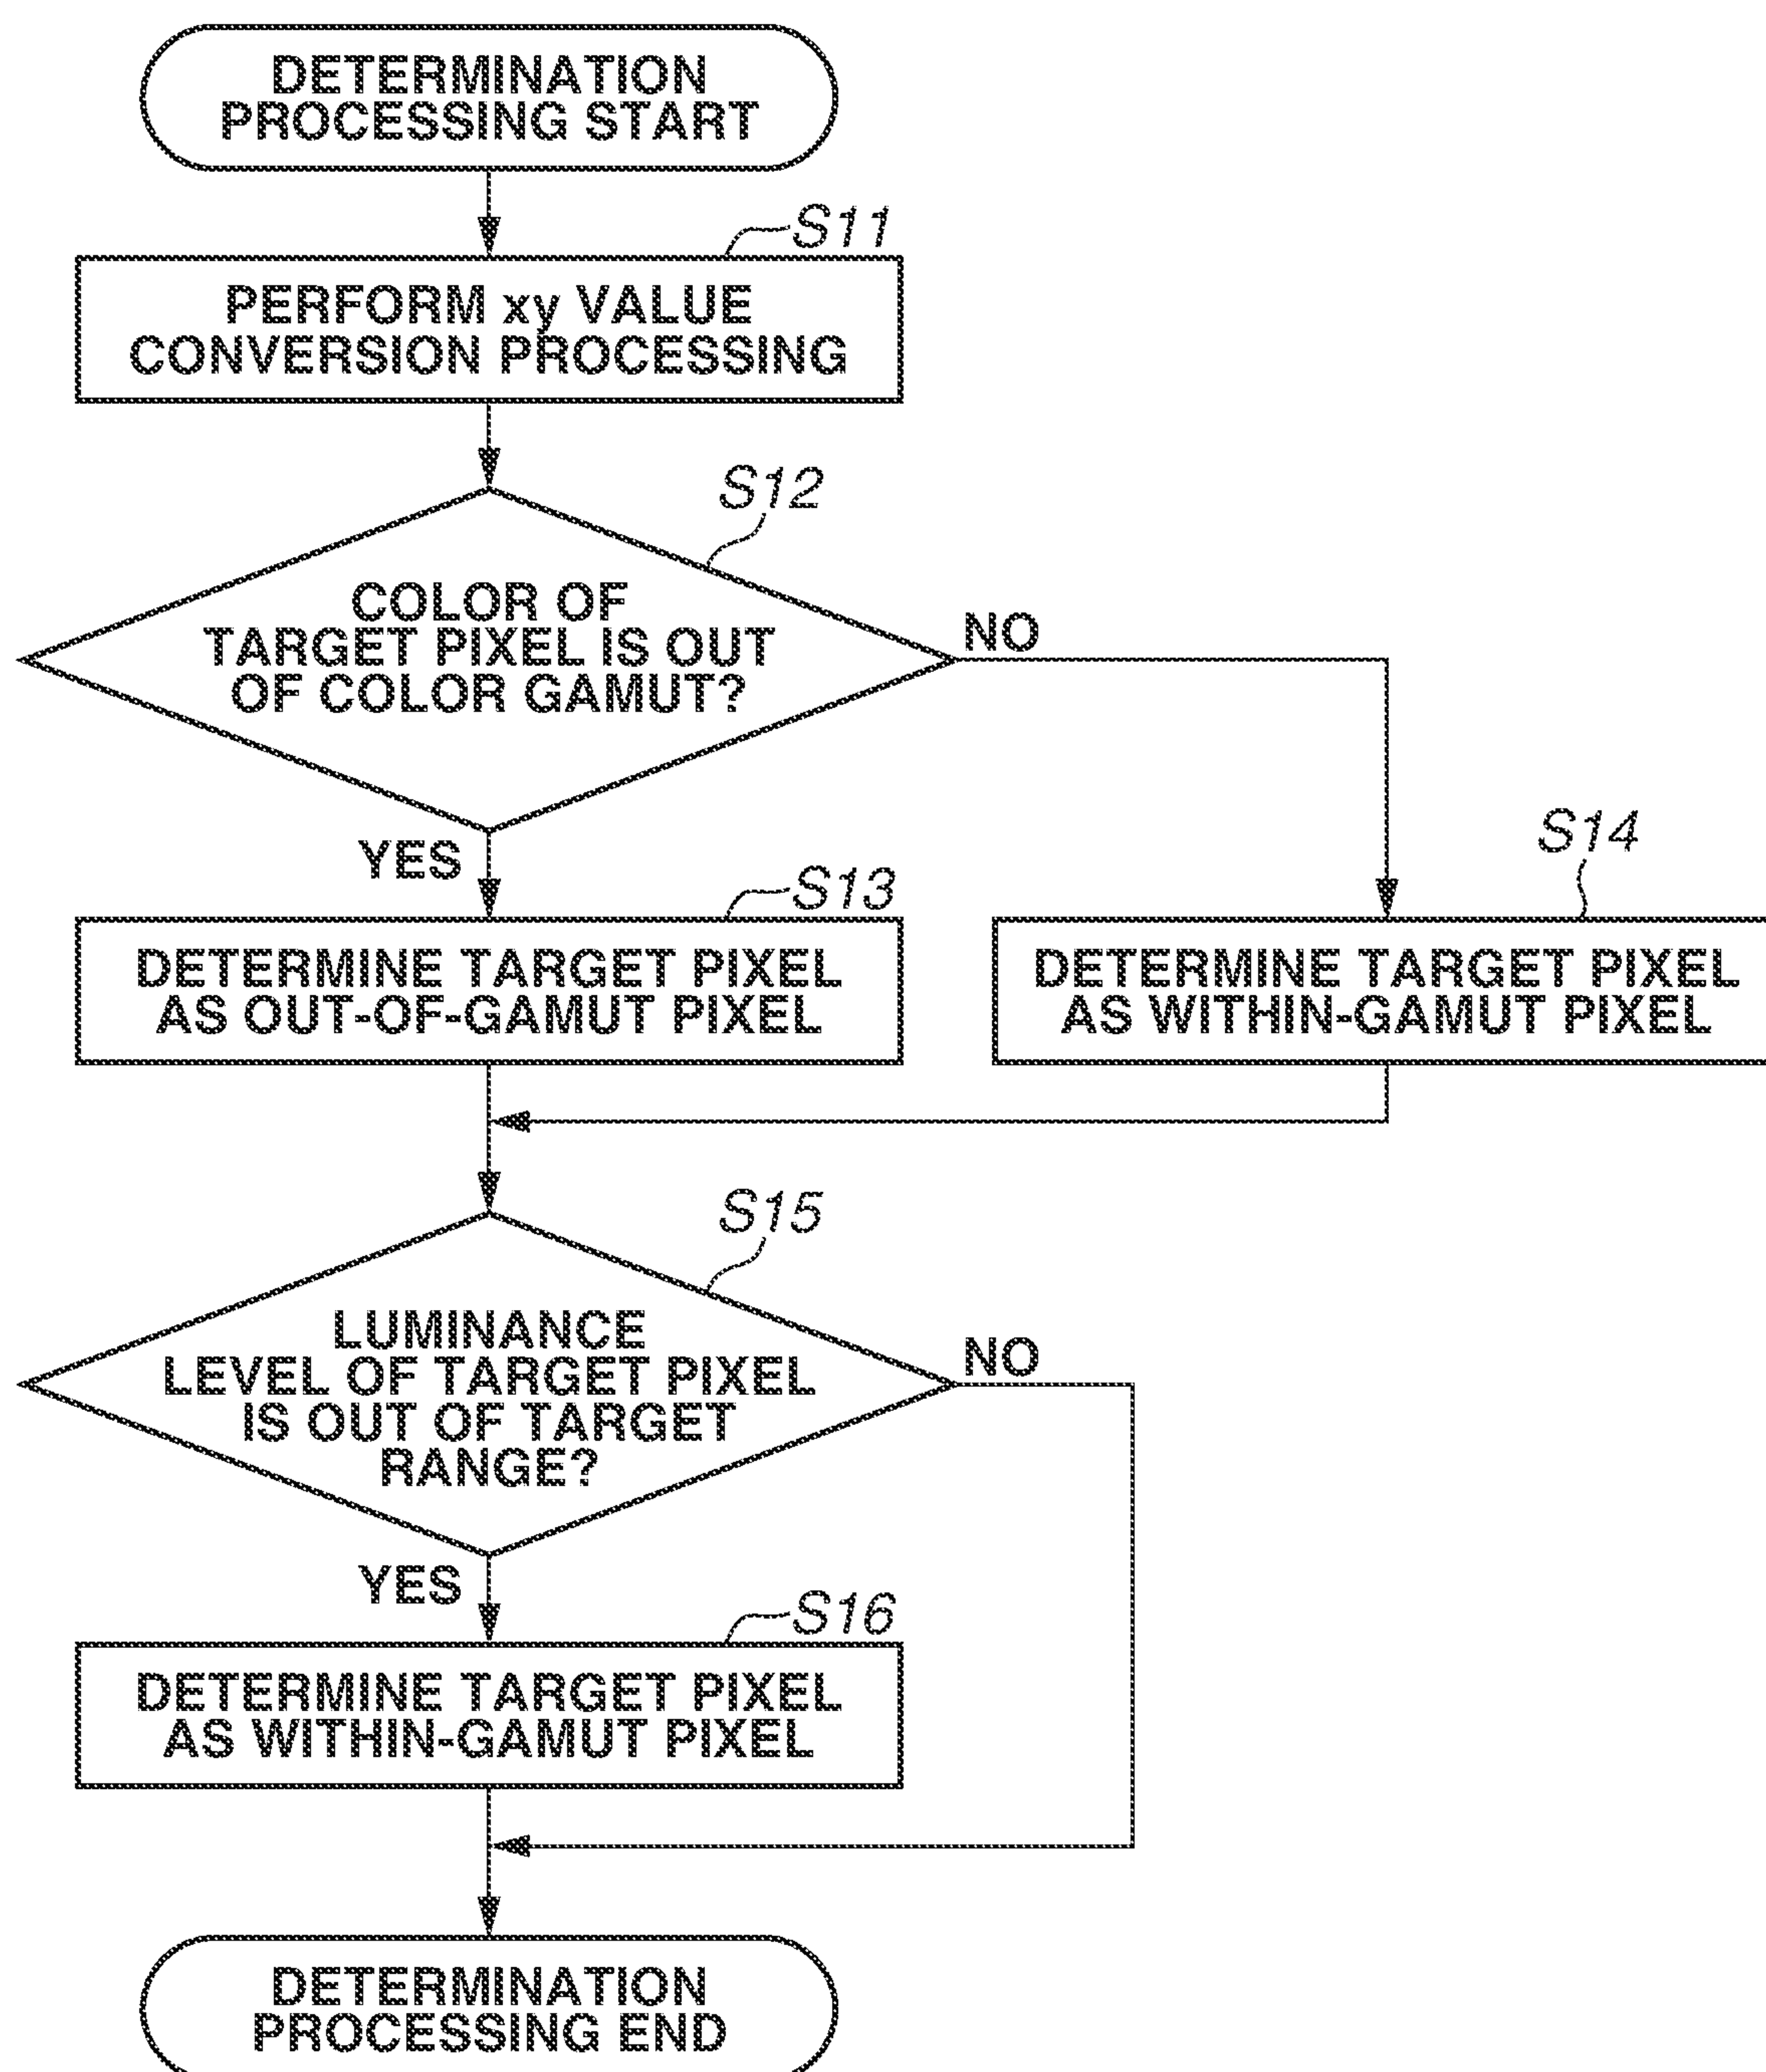 DETERMINATION
PROCESSING START
S11
PERFORM xy VALUE
CONVERSION PROCESSING
S12
COLOR OF
TARGET PIXEL IS OUT
OF COLOR GAMUT?
NO
YES
S13
S14
DETERMINE TARGET PIXEL
AS OUT-OF-GAMUT PIXEL
DETERMINE TARGET PIXEL
AS WITHIN-GAMUT PIXEL
S15
LUMINANCE
LEVEL OF TARGET PIXEL
IS OUT OF TARGET
RANGE?
NO
YES
S16
DETERMINE TARGET PIXEL
AS WITHIN-GAMUT PIXEL
DETERMINATION
PROCESSING END